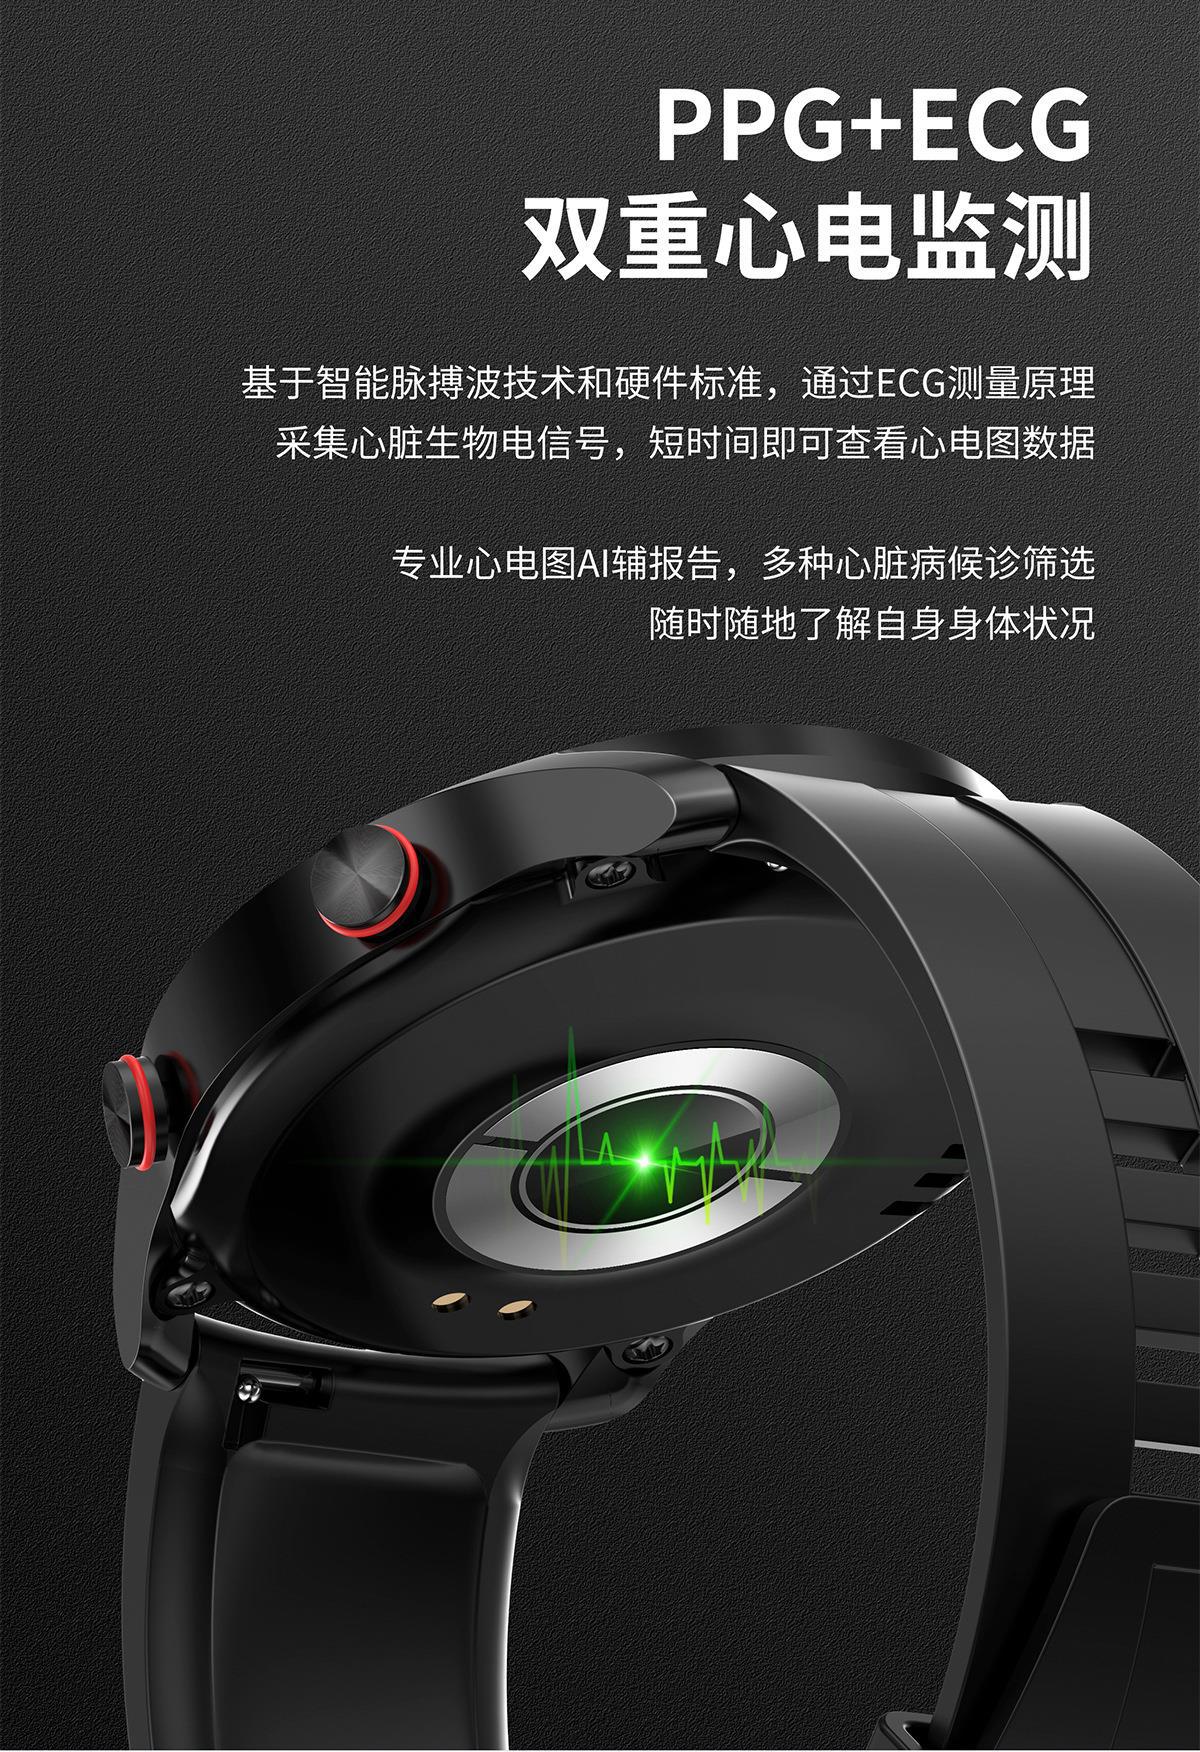 PPG+ECG
双重心电监测
基于智能脉搏波技术和硬件标准，通过ECG测量原理
采集心脏生物电信号，短时间即可查看心电图数据
专业心电图AI辅报告，多种心脏病候诊筛选
随时随地了解自身身体状况